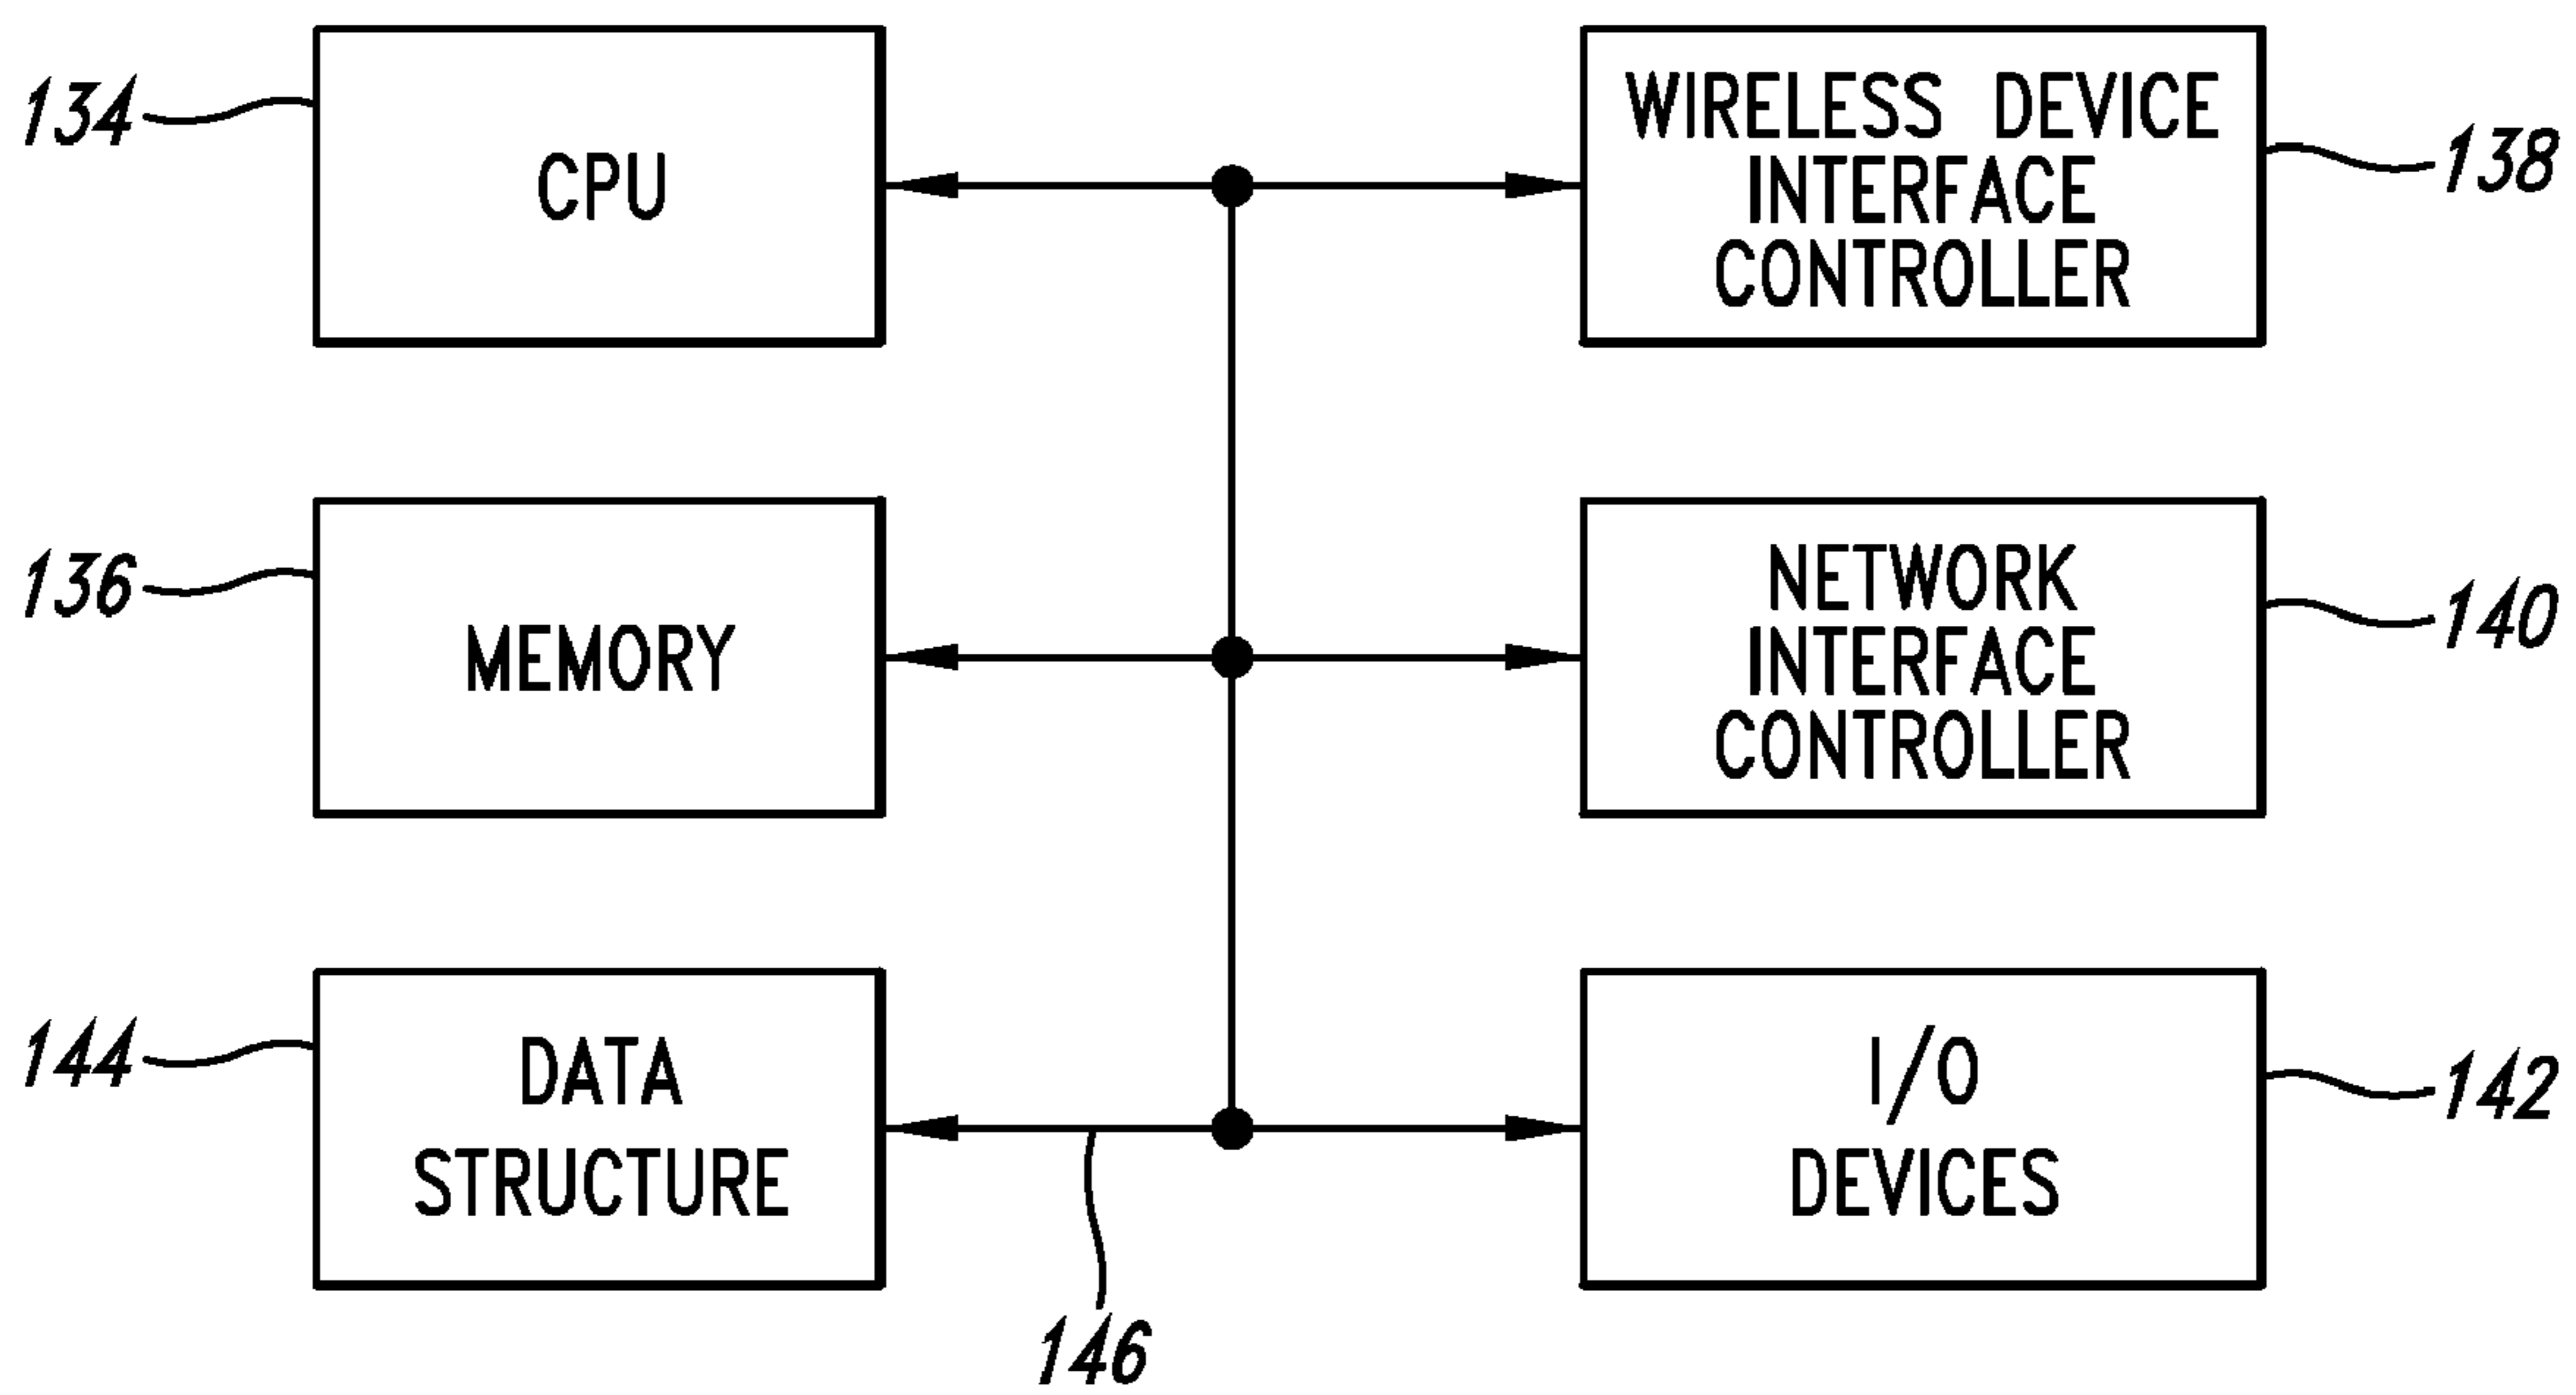 134
CPU
WIRELESS DEVICE
INTERFACE
CONTROLLER
138
136
MEMORY
NETWORK
INTERFACE
CONTROLLER
140
144
DATA
STRUCTURE
I/O
DEVICES
142
146